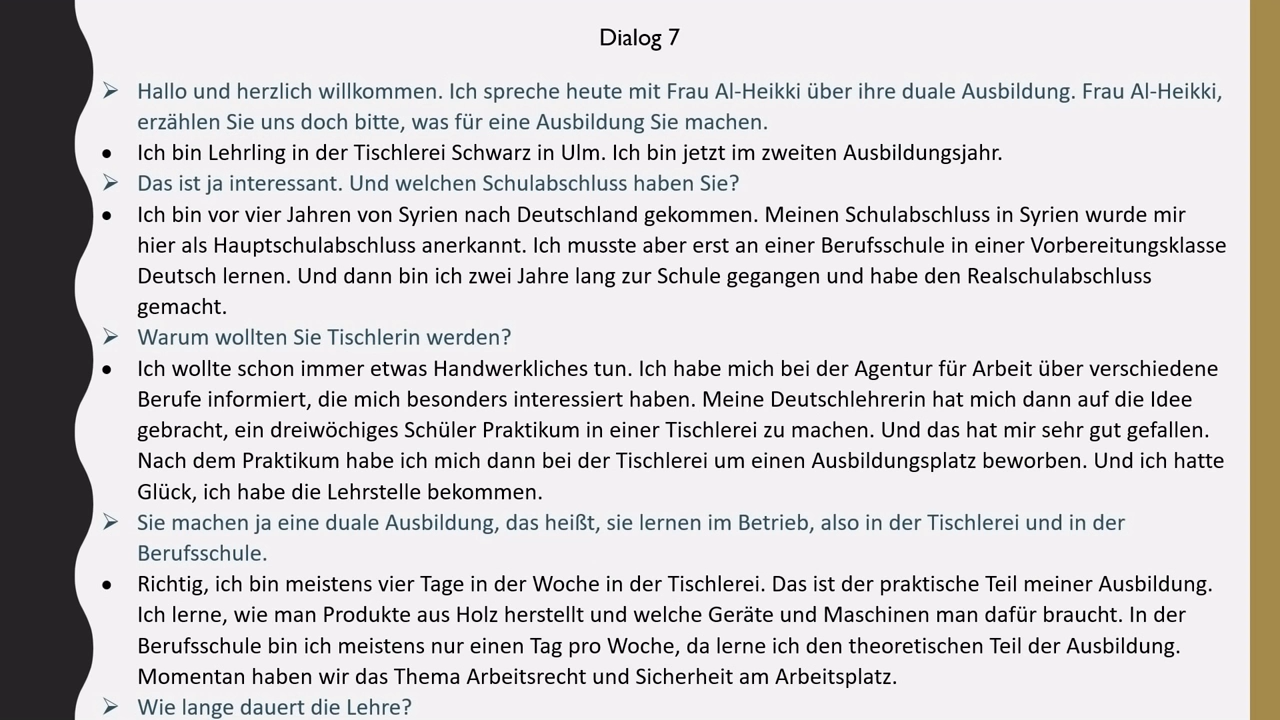 Dialog 7
➢ Hallo und herzlich willkommen. Ich spreche heute mit Frau Al-Heikki über ihre duale Ausbildung. Frau Al-Heikki,
erzählen Sie uns doch bitte, was für eine Ausbildung Sie machen.
• Ich bin Lehrling in der Tischlerei Schwarz in Ulm. Ich bin jetzt im zweiten Ausbildungsjahr.
➢ Das ist ja interessant. Und welchen Schulabschluss haben Sie?
• Ich bin vor vier Jahren von Syrien nach Deutschland gekommen. Meinen Schulabschluss in Syrien wurde mir
hier als Hauptschulabschluss anerkannt. Ich musste aber erst an einer Berufsschule in einer Vorbereitungsklasse
Deutsch lernen. Und dann bin ich zwei Jahre lang zur Schule gegangen und habe den Realschulabschluss
gemacht.
➢ Warum wollten Sie Tischlerin werden?
• Ich wollte schon immer etwas Handwerkliches tun. Ich habe mich bei der Agentur für Arbeit über verschiedene
Berufe informiert, die mich besonders interessiert haben. Meine Deutschlehrerin hat mich dann auf die Idee
gebracht, ein dreiwöchiges Schüler Praktikum in einer Tischlerei zu machen. Und das hat mir sehr gut gefallen.
Nach dem Praktikum habe ich mich dann bei der Tischlerei um einen Ausbildungsplatz beworben. Und ich hatte
Glück, ich habe die Lehrstelle bekommen.
➢ Sie machen ja eine duale Ausbildung, das heißt, sie lernen im Betrieb, also in der Tischlerei und in der
Berufsschule.
• Richtig, ich bin meistens vier Tage in der Woche in der Tischlerei. Das ist der praktische Teil meiner Ausbildung.
Ich lerne, wie man Produkte aus Holz herstellt und welche Geräte und Maschinen man dafür braucht. In der
Berufsschule bin ich meistens nur einen Tag pro Woche, da lerne ich den theoretischen Teil der Ausbildung.
Momentan haben wir das Thema Arbeitsrecht und Sicherheit am Arbeitsplatz.
➢ Wie lange dauert die Lehre?